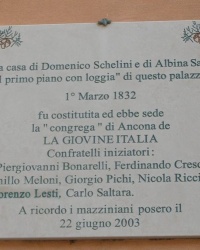 a casa di Domenico Schelini e di Albina Sa
primo piano con loggia" di questo palazz
1° Marzo 1832
fu costitutita ed ebbe sede
la "congrega" di Ancona de
LA GIOVINE ITALIA
Confratelli iniziatori :
Piergiovanni Bonarelli, Ferdinando Cresc
millo Meloni, Giorgio Pichi, Nicola Ricci
orenzo Lesti, Carlo Saltara.
A ricordo i mazziniani posero il
22 giugno 2003